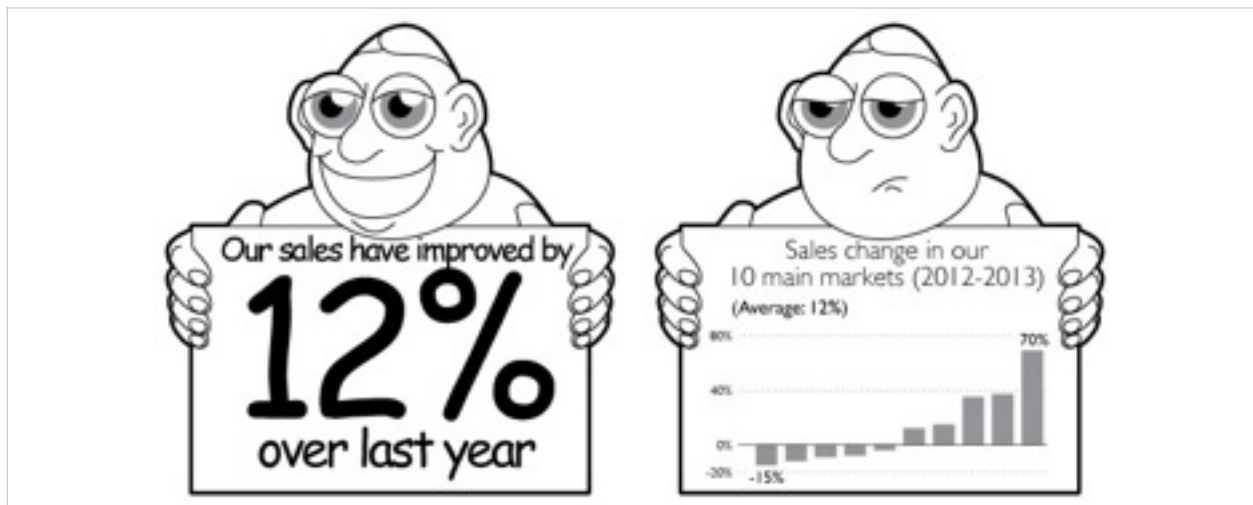 Our sales have improved by
12%
over last year
Sales change in our
10 main markets (2012-2013)
(Average: 12%)
80%
70%
40%
0%
-20%
-15%